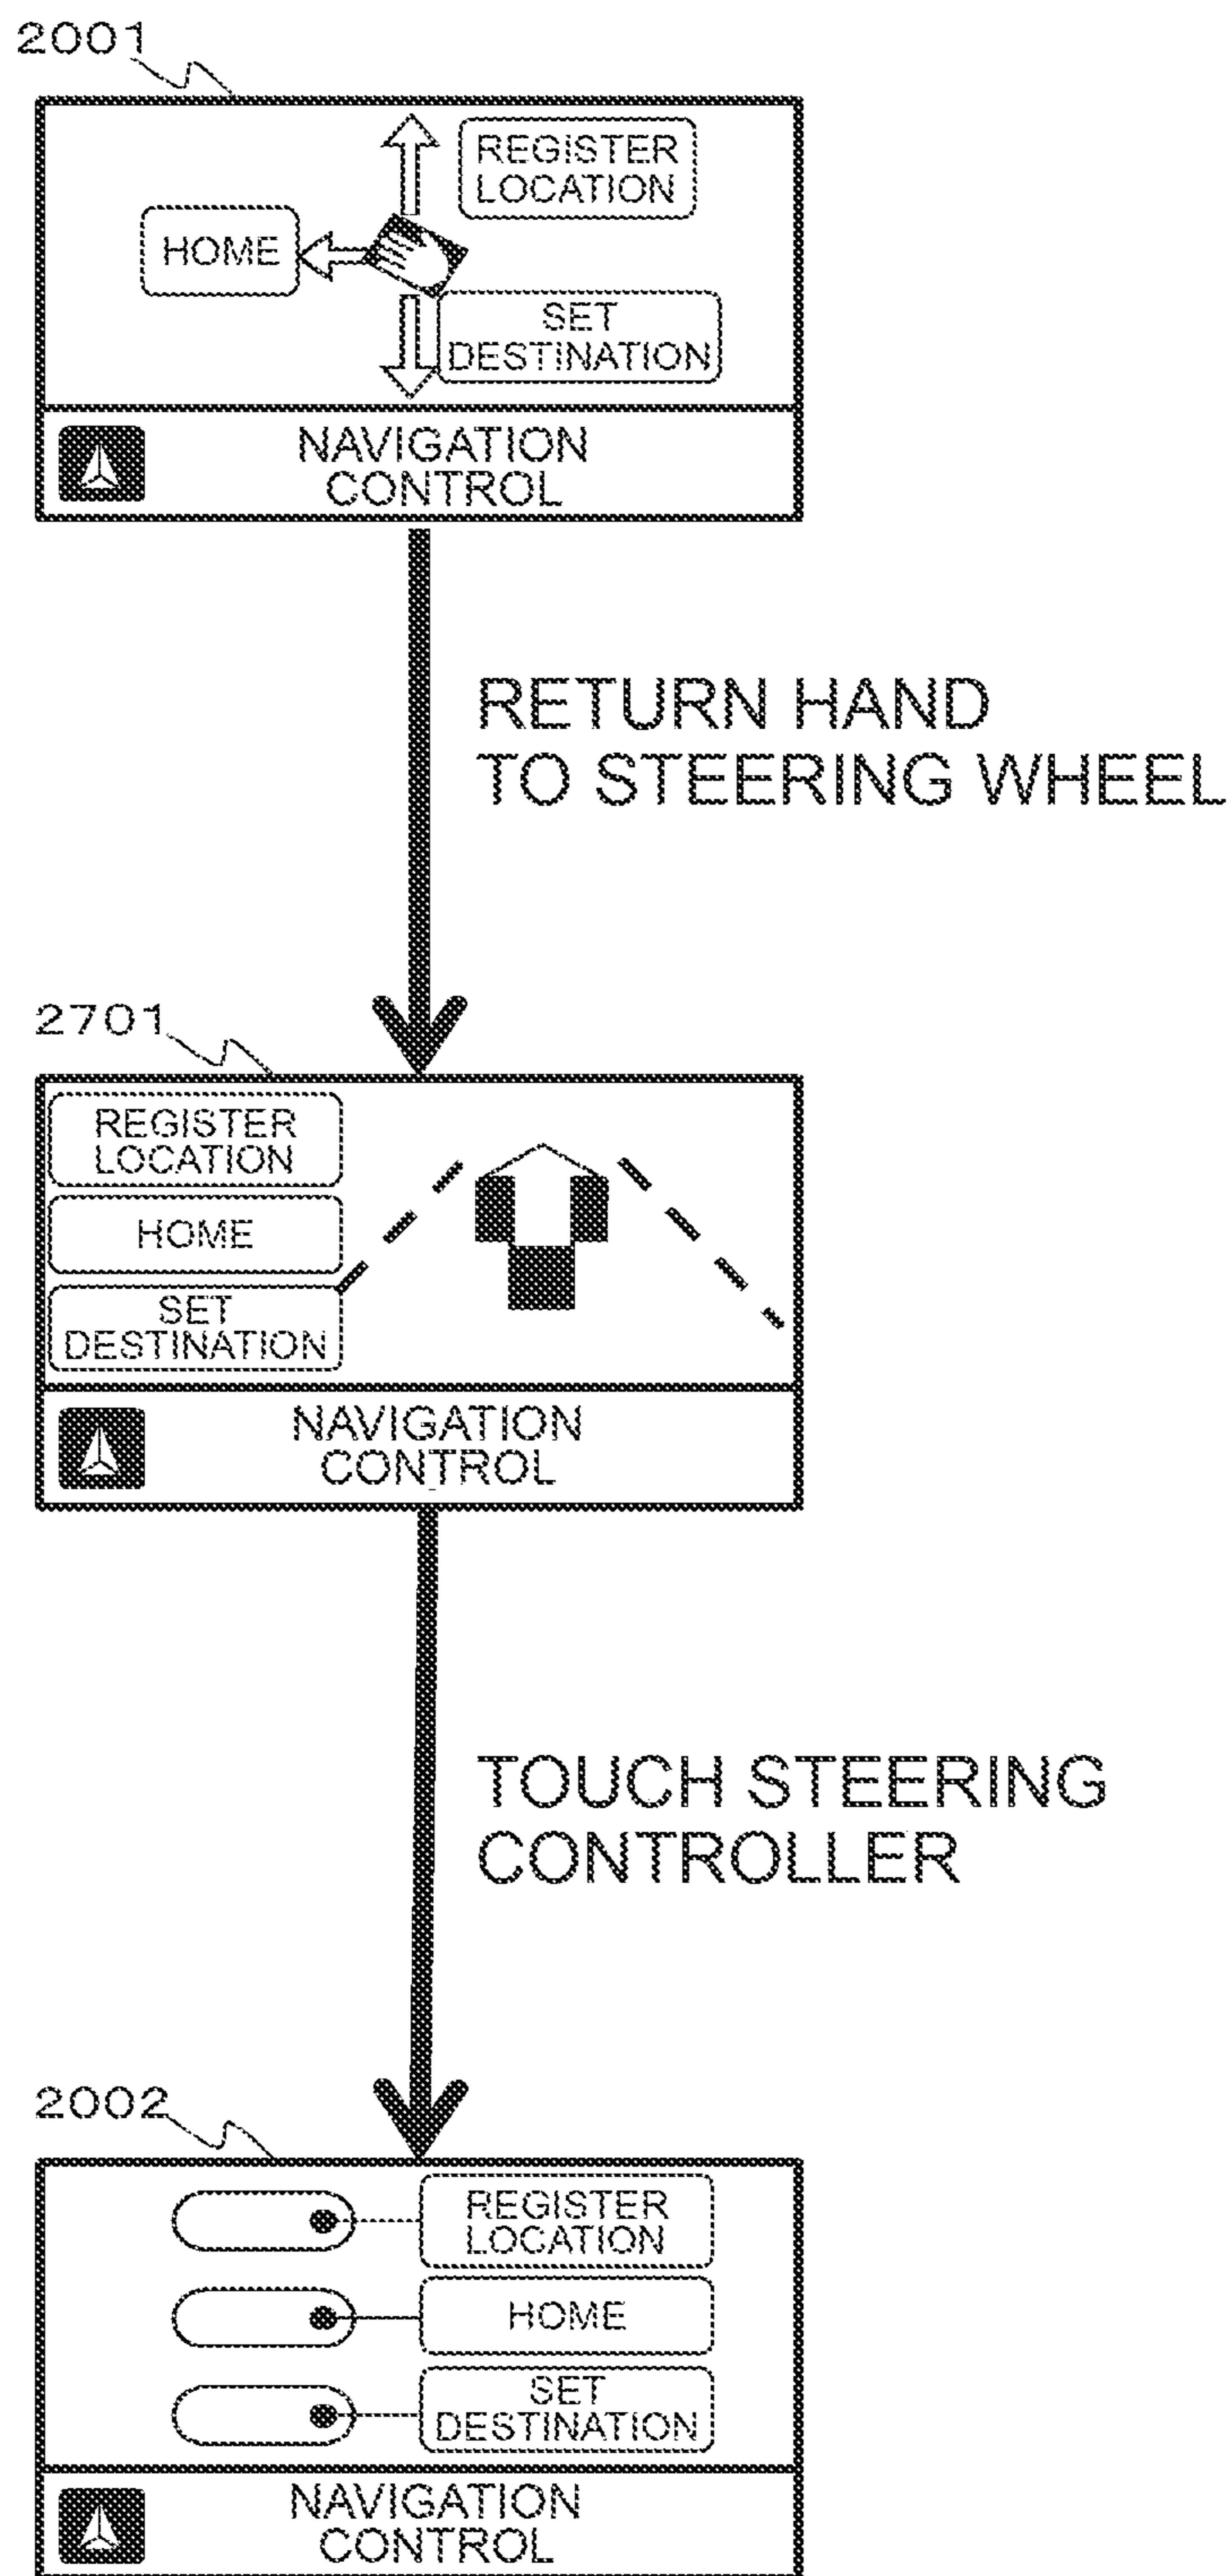 2001
REGISTER
LOCATION
HOME
SET
DESTINATION
NAVIGATION
CONTROL
RETURN HAND
TO STEERING WHEEL
2701
REGISTER
LOCATION
HOME
SET
DESTINATION
NAVIGATION
CONTROL
TOUCH STEERING
CONTROLLER
2002
REGISTER
LOCATION
HOME
SET
DESTINATION
NAVIGATION
CONTROL